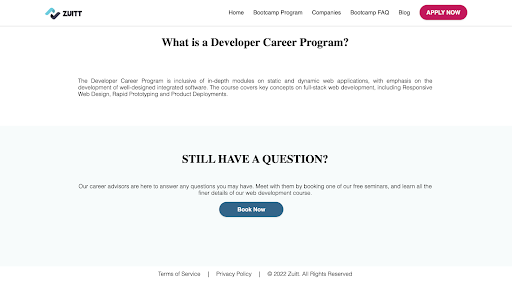 ZUITT
Home Bootcamp Program Companies Bootcamp FAQ Blog APPLY NOW
What is a Developer Career Program?
The Developer Career Program is inclusive of in-depth modules on static and dynamic web applications, with emphasis on the
development of well-designed integrated software. The course covers key concepts on full-stack web development, including Responsive
Web Design, Rapid Prototyping and Product Deployments.
STILL HAVE A QUESTION?
Our career advisors are here to answer any questions you may have. Meet with them by booking one of our free seminars, and learn all the
finer details of our web development course.
Book Now
Terms of Service | Privacy Policy | © 2022 Zuitt. All Rights Reserved